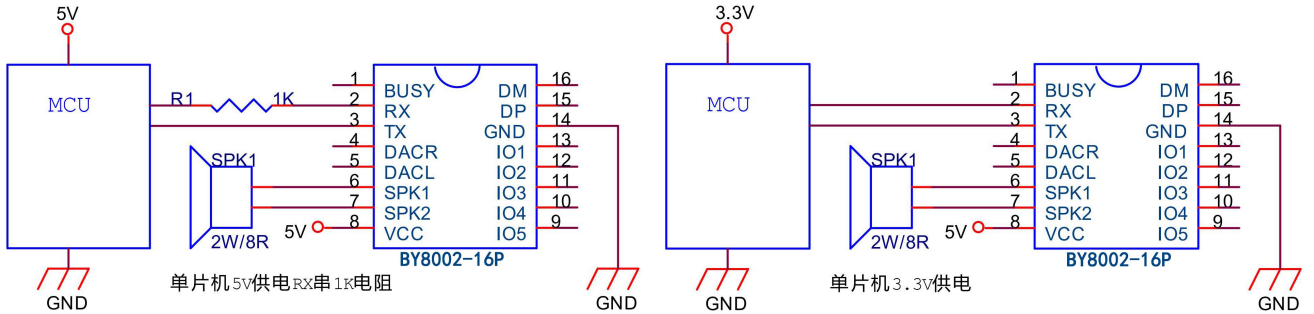 5V
MCU
R1 1K
1 BUSY
2 RX
3 TX
4 DACR
5 DACL
6 SPK1
7 SPK2
8 VCC
DM 16
DP 15
GND 14
IO1 13
IO2 12
IO3 11
IO4 10
IO5 9
SPK1
2W/8R
5V
BY8002-16P
GND
单片机5V供电RX串1K电阻
GND
3.3V
MCU
1 BUSY
2 RX
3 TX
4 DACR
5 DACL
6 SPK1
7 SPK2
8 VCC
DM 16
DP 15
GND 14
IO1 13
IO2 12
IO3 11
IO4 10
IO5 9
SPK1
2W/8R
5V
BY8002-16P
GND
单片机3.3V供电
GND